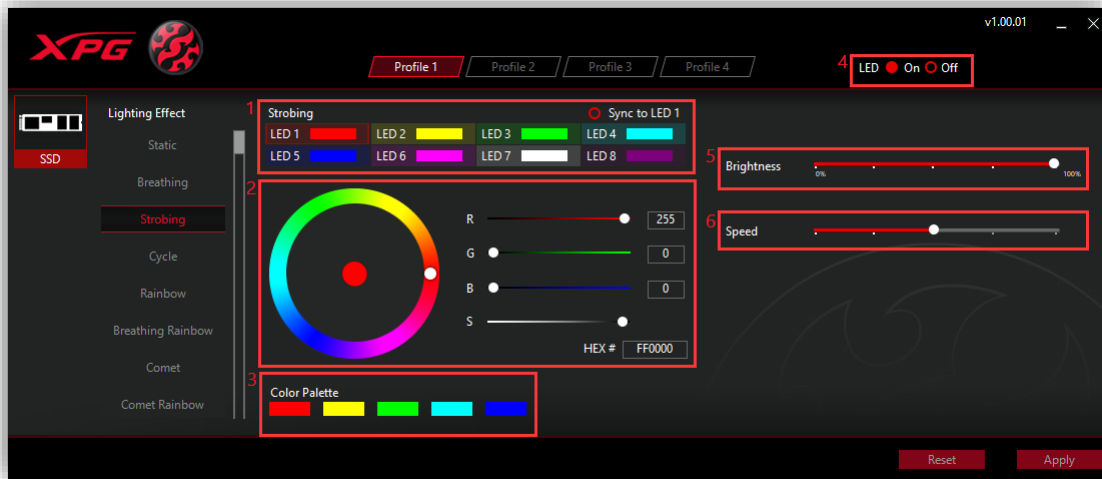 v1.00.01
XPG
Profile 1 Profile 2 Profile 3 Profile 4
4 LED On Off
SSD
Lighting Effect
Static
Breathing
Strobing
Cycle
Rainbow
Breathing Rainbow
Comet
Comet Rainbow
1 Strobing Sync to LED 1
LED 1 LED 2 LED 3 LED 4
LED 5 LED 6 LED 7 LED 8
2
R 255
G 0
B 0
S
HEX # FF0000
3
Color Palette
5 Brightness
0% 100%
6 Speed
Reset Apply